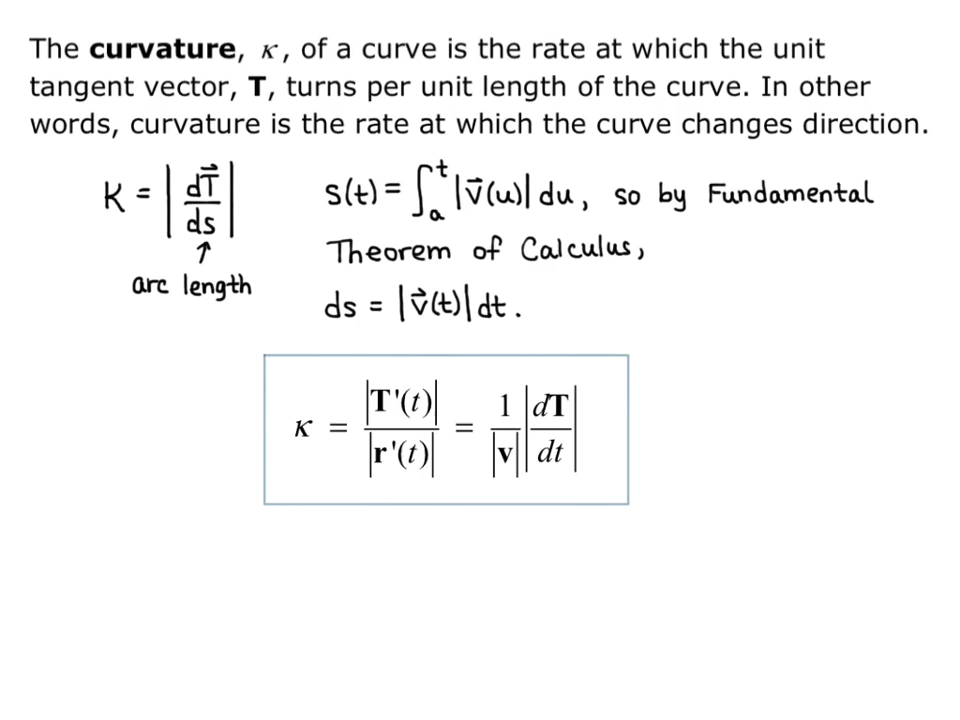 The curvature, κ, of a curve is the rate at which the unit
tangent vector, T, turns per unit length of the curve. In other
words, curvature is the rate at which the curve changes direction.
K = |dT⃗/ds|
↑
arc length
s(t) = ∫ₐᵗ |v⃗(u)| du, so by Fundamental
Theorem of Calculus,
ds = |v⃗(t)| dt.
κ = |T'(t)|/|r'(t)| = 1/|v| |dT/dt|